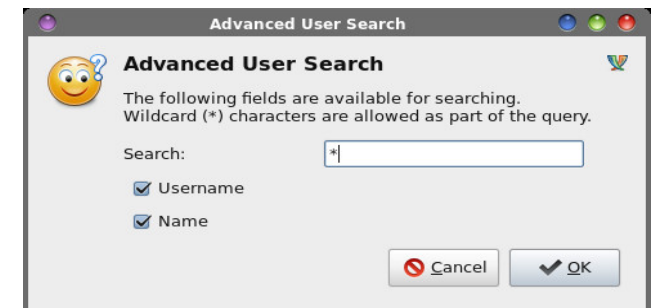 Advanced User Search
Advanced User Search
The following fields are available for searching.
Wildcard (*) characters are allowed as part of the query.
Search: *
Username
Name
Cancel OK